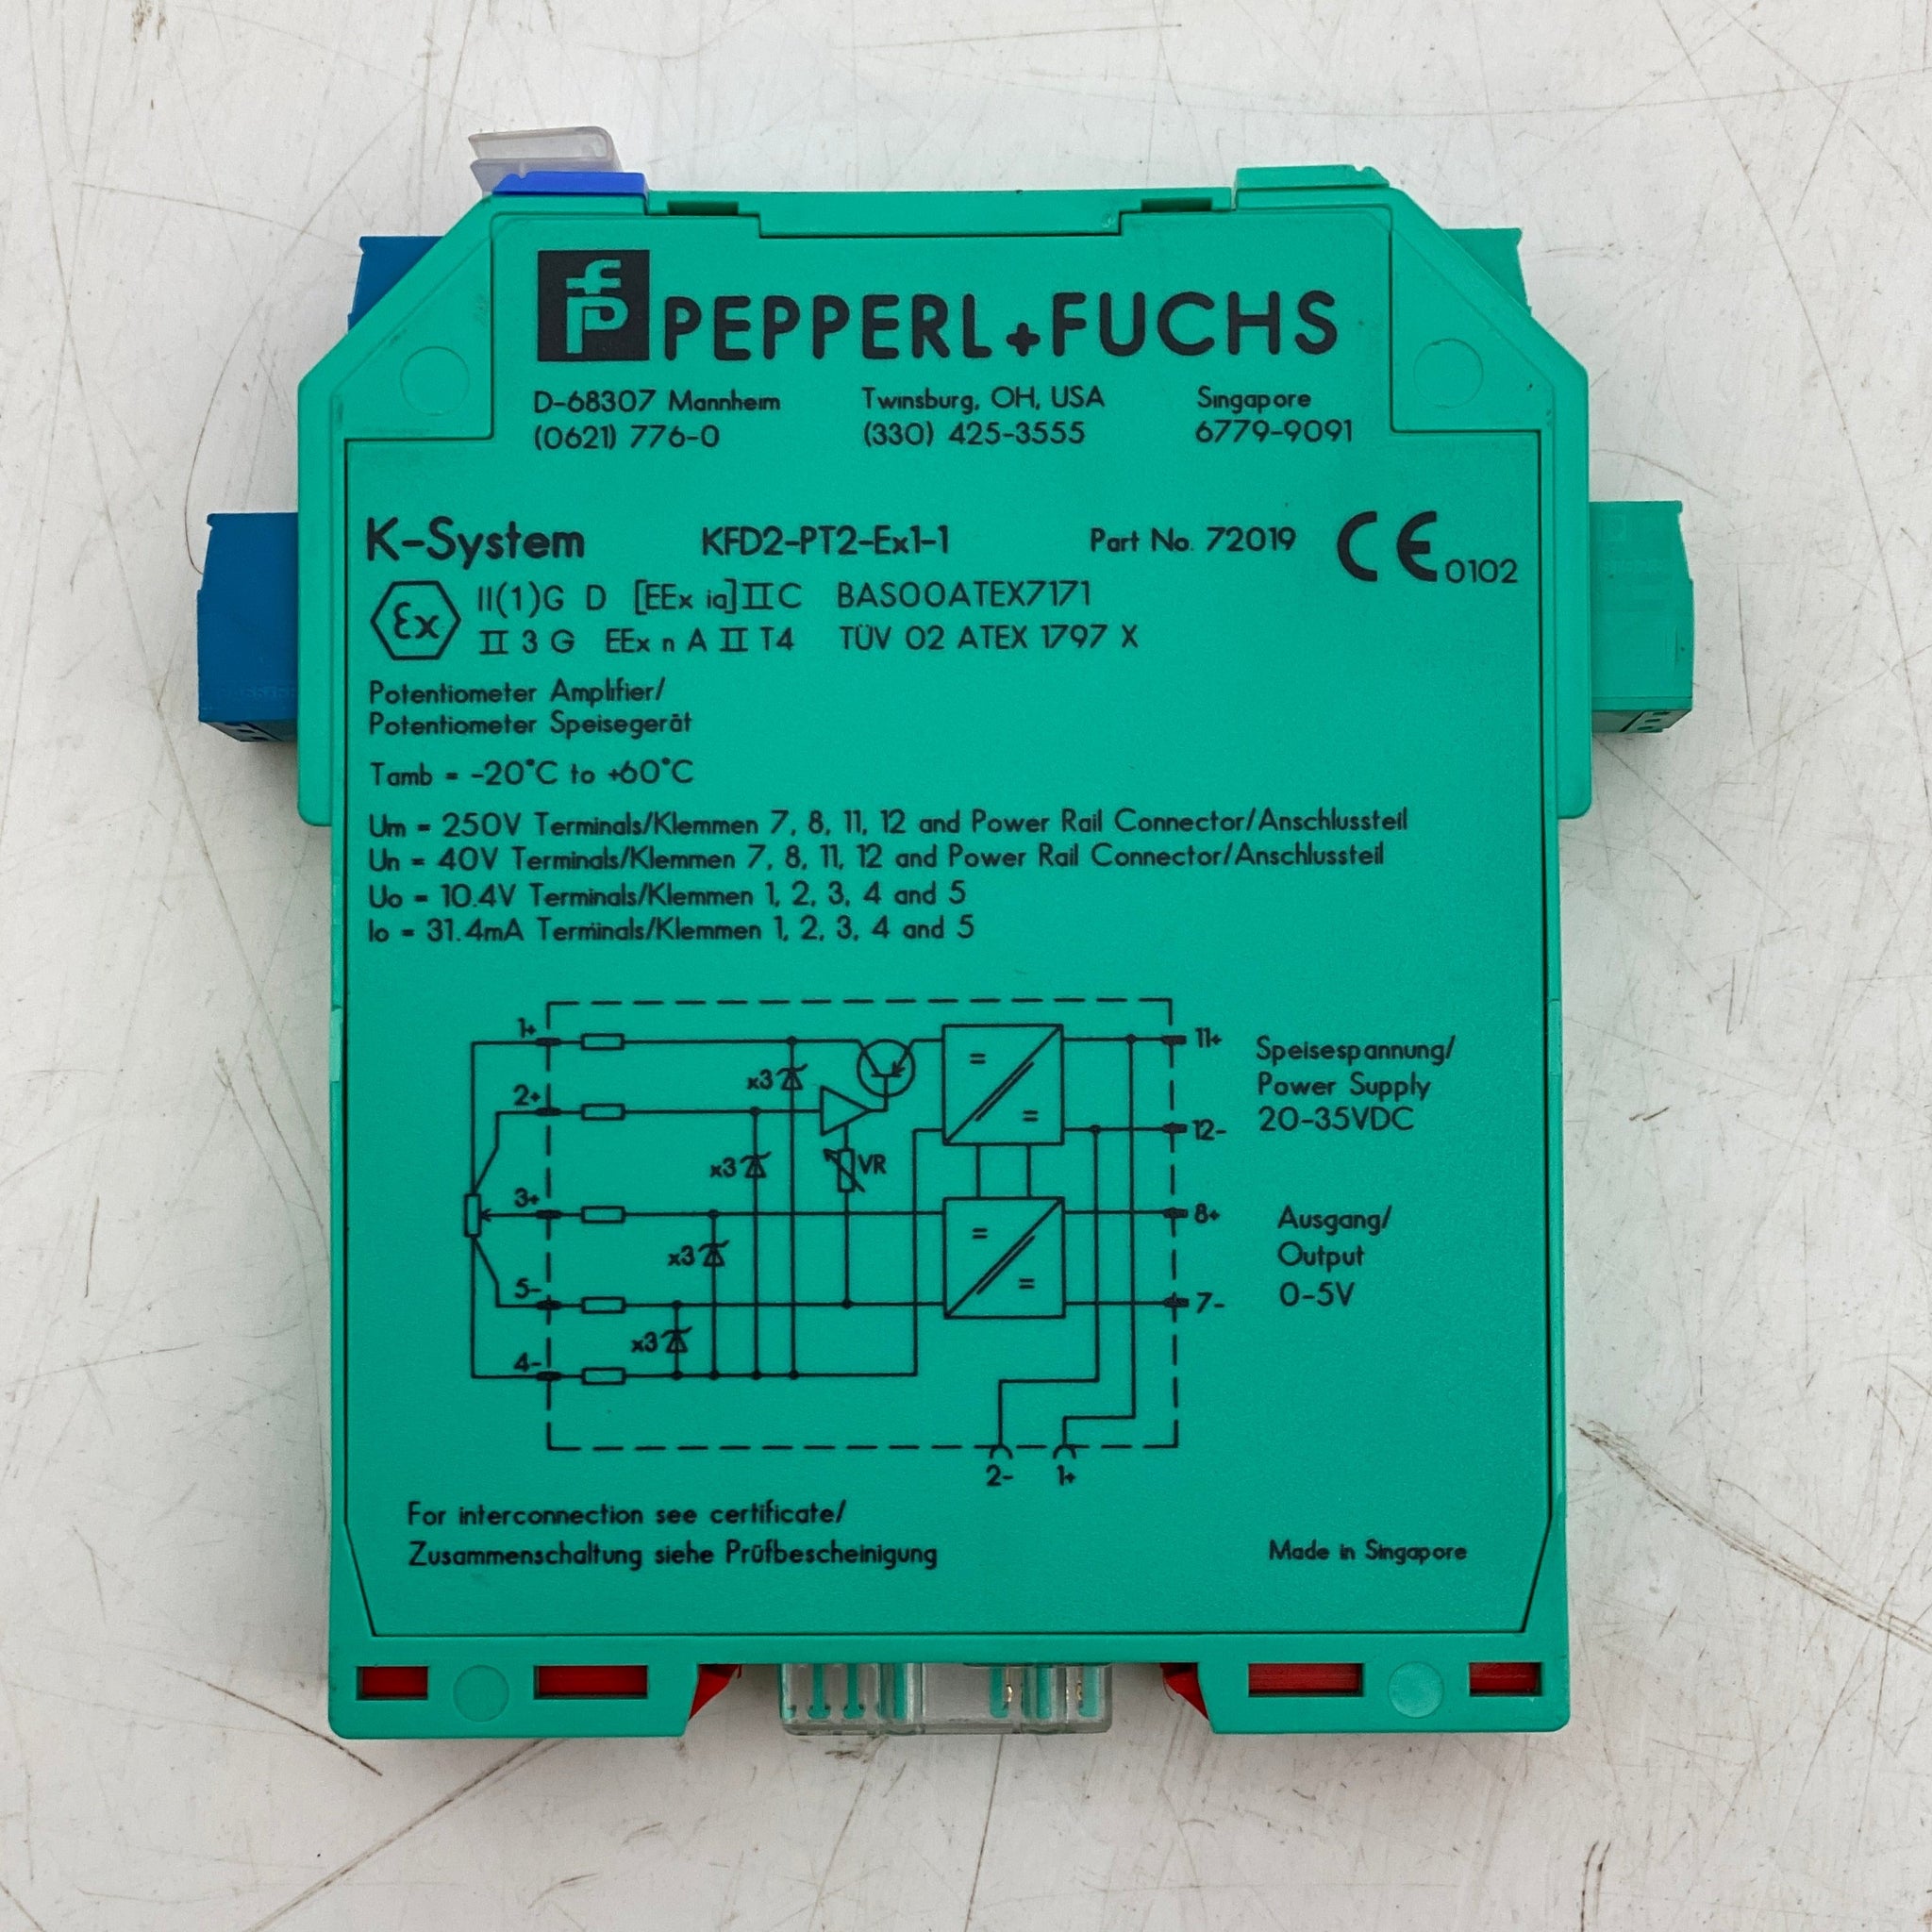 fp PEPPERL+FUCHS
D-68307 Mannheim Twinsburg, OH, USA Singapore
(0621) 776-0 (330) 425-3555 6779-9091
K-System KFD2-PT2-Ex1-1 Part No. 72019 CE 0102
Ex II(1)G D [EEx ia]IIC BAS00ATEX7171
II 3 G EEx n A II T4 TÜV 02 ATEX 1797 X
Potentiometer Amplifier/
Potentiometer Speisegerät
Tamb = -20°C to +60°C
Um = 250V Terminals/Klemmen 7, 8, 11, 12 and Power Rail Connector/Anschlussteil
Un = 40V Terminals/Klemmen 7, 8, 11, 12 and Power Rail Connector/Anschlussteil
Uo = 10.4V Terminals/Klemmen 1, 2, 3, 4 and 5
Io = 31.4mA Terminals/Klemmen 1, 2, 3, 4 and 5
1+
2+
3+
5-
4-
x3
x3
x3
x3
VR
=
=
=
=
11+
12-
8+
7-
Speisespannung/
Power Supply
20-35VDC
Ausgang/
Output
0-5V
2- 1+
For interconnection see certificate/
Zusammenschaltung siehe Prüfbescheinigung
Made in Singapore